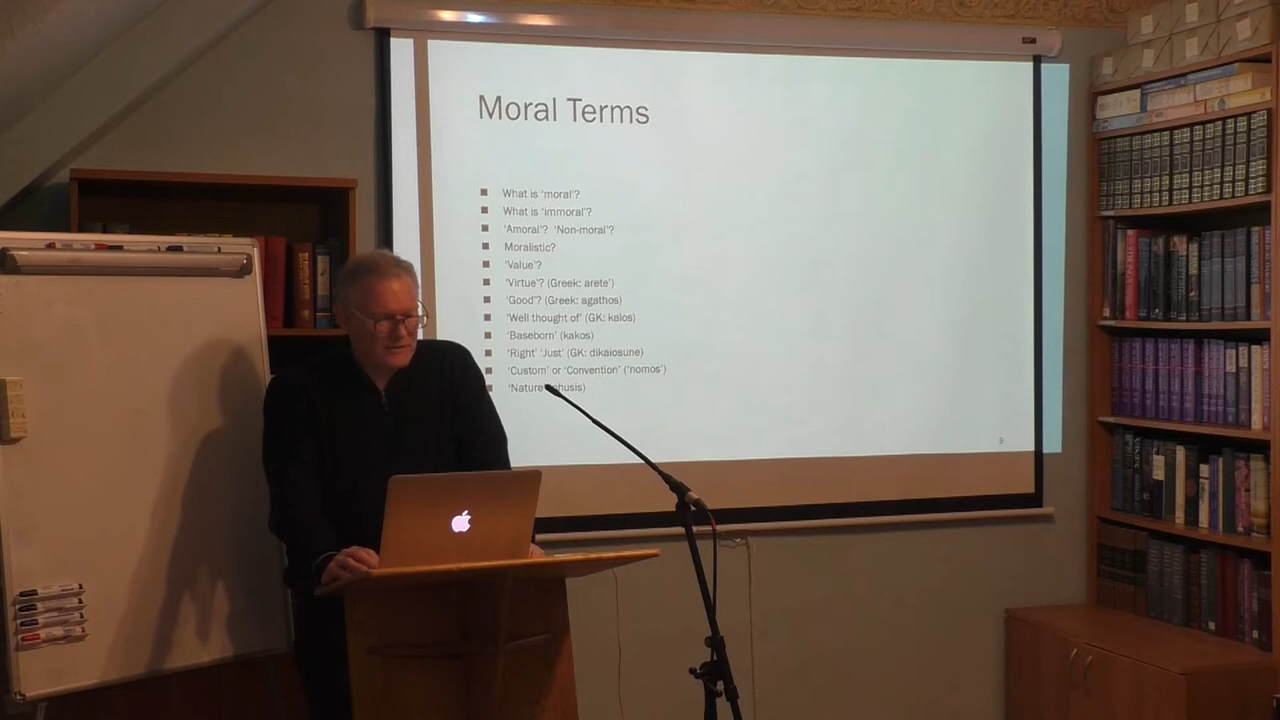 Moral Terms
What is 'moral'?
What is 'immoral'?
'Amoral'? 'Non-moral'?
Moralistic?
'Value'?
'Virtue'? (Greek: arete')
'Good'? (Greek: agathos)
'Well thought of' (GK: kalos)
'Baseborn' (kakos)
'Right' 'Just' (GK: dikaiosune)
'Custom' or 'Convention' ('nomos')
'Nature phusis)